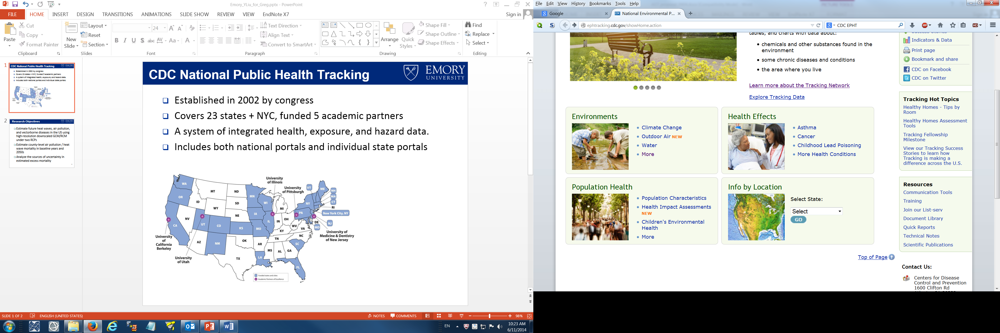 Emory_YLiu_for_Greg.pptx - PowerPoint
FILE HOME INSERT DESIGN TRANSITIONS ANIMATIONS SLIDE SHOW REVIEW VIEW EndNote X7 Sign in
Paste
Cut
Copy
Format Painter
Clipboard
New Slide
Layout
Reset
Section
Slides
24
B I U S abc AV Aa A
Font
Text Direction
Align Text
Convert to SmartArt
Paragraph
Arrange
Quick Styles
Shape Fill
Shape Outline
Shape Effects
Drawing
Find
Replace
Select
Editing
1
CDC National Public Health Tracking
EMORY
Established in 2002 by congress
Covers 23 states + NYC, funded 5 academic partners
A system of integrated health, exposure, and hazard data.
Includes both national portals and individual state portals
2
Research Objectives
EMORY
Estimate future heat waves, air pollution,
and vectorborne diseases in the US using
high-resolution downscaled GCM/RCM
under two RCPs
Estimate county-level air pollution / heat
wave mortality in baseline years and
2050s
Analyze the sources of uncertainty in
estimated excess mortality
CDC National Public Health Tracking
EMORY
UNIVERSITY
Established in 2002 by congress
Covers 23 states + NYC, funded 5 academic partners
A system of integrated health, exposure, and hazard data.
Includes both national portals and individual state portals
University
of Illinois
University
of Pittsburgh
WA
MT
ND
MN
VT
ME
NH
MA
CT
RI
OR
ID
SD
WI
NY
WY
MI
New York City, NY
NE
IA
PA
NV
UT
CO
IL
IN
OH
DE
NJ
MD
CA
KS
MO
WV
VA
KY
University
of
California
Berkeley
University of
Medicine & Dentistry
of New Jersey
AZ
NM
OK
AR
TN
NC
SC
MS
AL
GA
University
of Utah
TX
LA
FL
Funded states and cities
Academic Partners of Excellence
SLIDE 1 OF 2 ENGLISH (UNITED STATES) NOTES COMMENTS 98%
EN
10:23 AM
6/11/2014
File Edit View History Bookmarks Tools Help
Google
National Environmental P...
ephtracking.cdc.gov/showHome.action
CDC EPHT
tables, and charts with data about:
chemicals and other substances found in the
environment
some chronic diseases and conditions
the area where you live
Learn more about the Tracking Network
Explore Tracking Data
Environments
Climate Change
Outdoor Air NEW
Water
More
Health Effects
Asthma
Cancer
Childhood Lead Poisoning
More Health Conditions
Population Health
Population Characteristics
Health Impact Assessments
NEW
Children's Environmental
Health
More
Info by Location
Select State:
Select
GO
Top of Page
Success Stories
Indicators & Data
Print page
Bookmark and share
CDC on Facebook
CDC on Twitter
Tracking Hot Topics
Healthy Homes - Tips by
Room
Healthy Homes Assessment
Tools
Tracking Fellowship
Milestone
View our Tracking Success
Stories to learn how
Tracking is making a
difference across the U.S.
Resources
Communication Tools
Training
Join our List-serv
Document Library
Quick Reports
Technical Notes
Scientific Publications
Contact Us:
Centers for Disease
Control and Prevention
1600 Clifton Rd